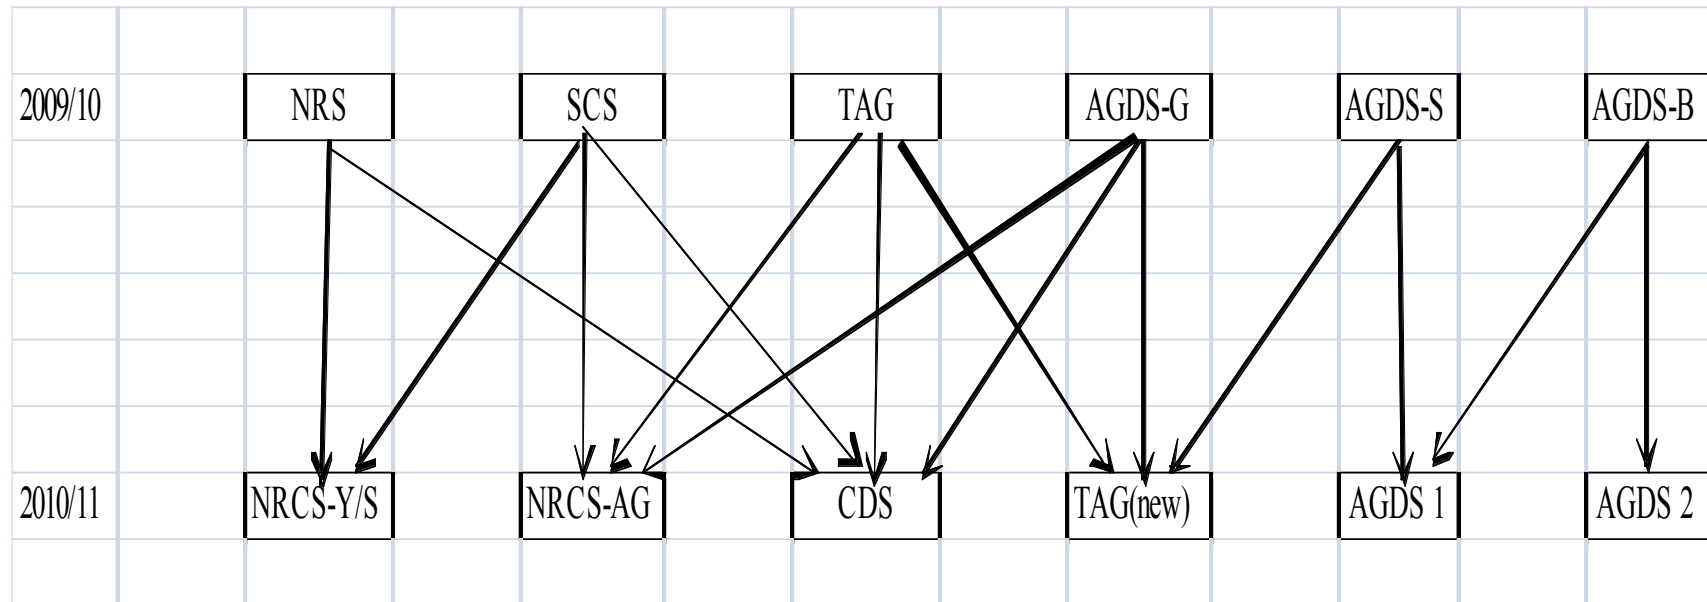 2009/10 NRS SCS TAG AGDS-G AGDS-S AGDS-B
2010/11 NRCS-Y/S NRCS-AG CDS TAG(new) AGDS 1 AGDS 2